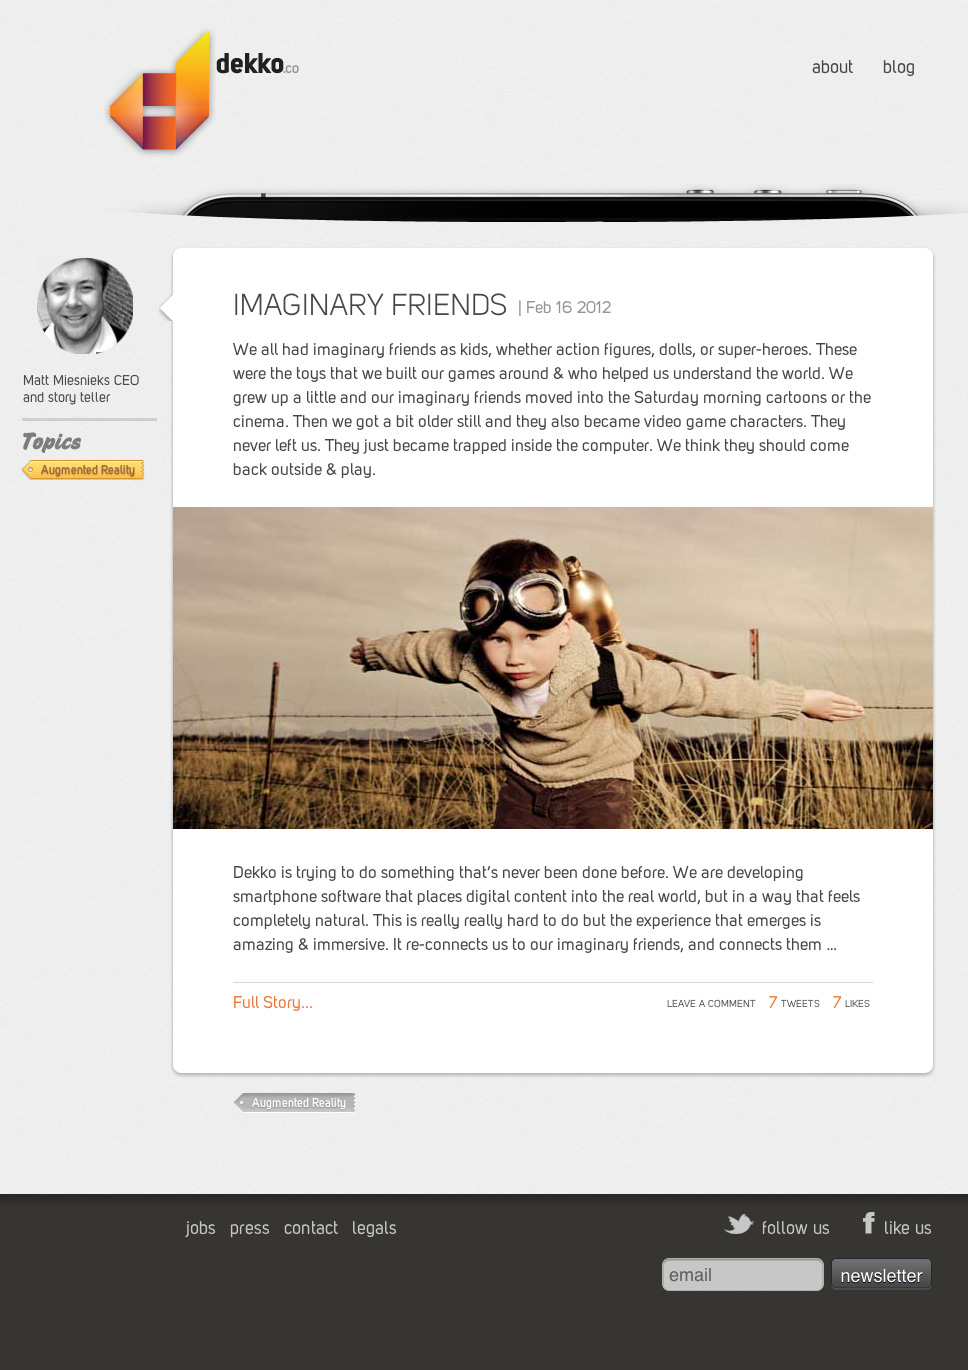 dekko.co
about blog
Matt Miesnieks CEO
and story teller
Topics
Augmented Reality
IMAGINARY FRIENDS | Feb 16 2012
We all had imaginary friends as kids, whether action figures, dolls, or super-heroes. These
were the toys that we built our games around & who helped us understand the world. We
grew up a little and our imaginary friends moved into the Saturday morning cartoons or the
cinema. Then we got a bit older still and they also became video game characters. They
never left us. They just became trapped inside the computer. We think they should come
back outside & play.
Dekko is trying to do something that's never been done before. We are developing
smartphone software that places digital content into the real world, but in a way that feels
completely natural. This is really really hard to do but the experience that emerges is
amazing & immersive. It re-connects us to our imaginary friends, and connects them ...
Full Story... LEAVE A COMMENT 7 TWEETS 7 LIKES
Augmented Reality
jobs press contact legals follow us like us
email newsletter